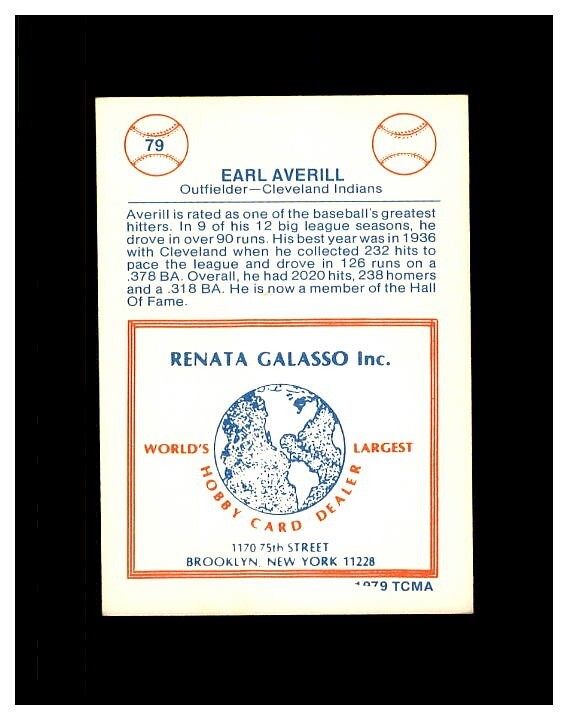 79
EARL AVERILL
Outfielder—Cleveland Indians
Averill is rated as one of the baseball's greatest
hitters. In 9 of his 12 big league seasons, he
drove in over 90 runs. His best year was in 1936
with Cleveland when he collected 232 hits to
pace the league and drove in 126 runs on a
.378 BA. Overall, he had 2020 hits, 238 homers
and a .318 BA. He is now a member of the Hall
Of Fame.
RENATA GALASSO Inc.
WORLD'S LARGEST
HOBBY CARD DEALER
1170 75th STREET
BROOKLYN, NEW YORK 11228
1979 TCMA